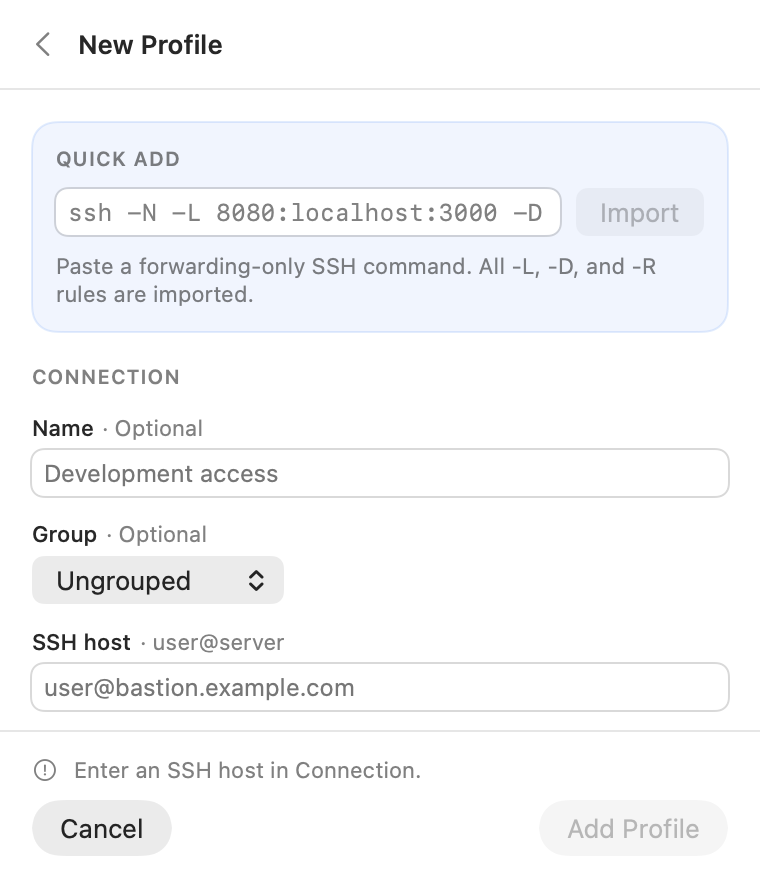 New Profile
QUICK ADD
ssh –N –L 8080:localhost:3000 –D
Import
Paste a forwarding-only SSH command. All -L, -D, and -R
rules are imported.
CONNECTION
Name · Optional
Development access
Group · Optional
Ungrouped
SSH host · user@server
user@bastion.example.com
Enter an SSH host in Connection.
Cancel
Add Profile